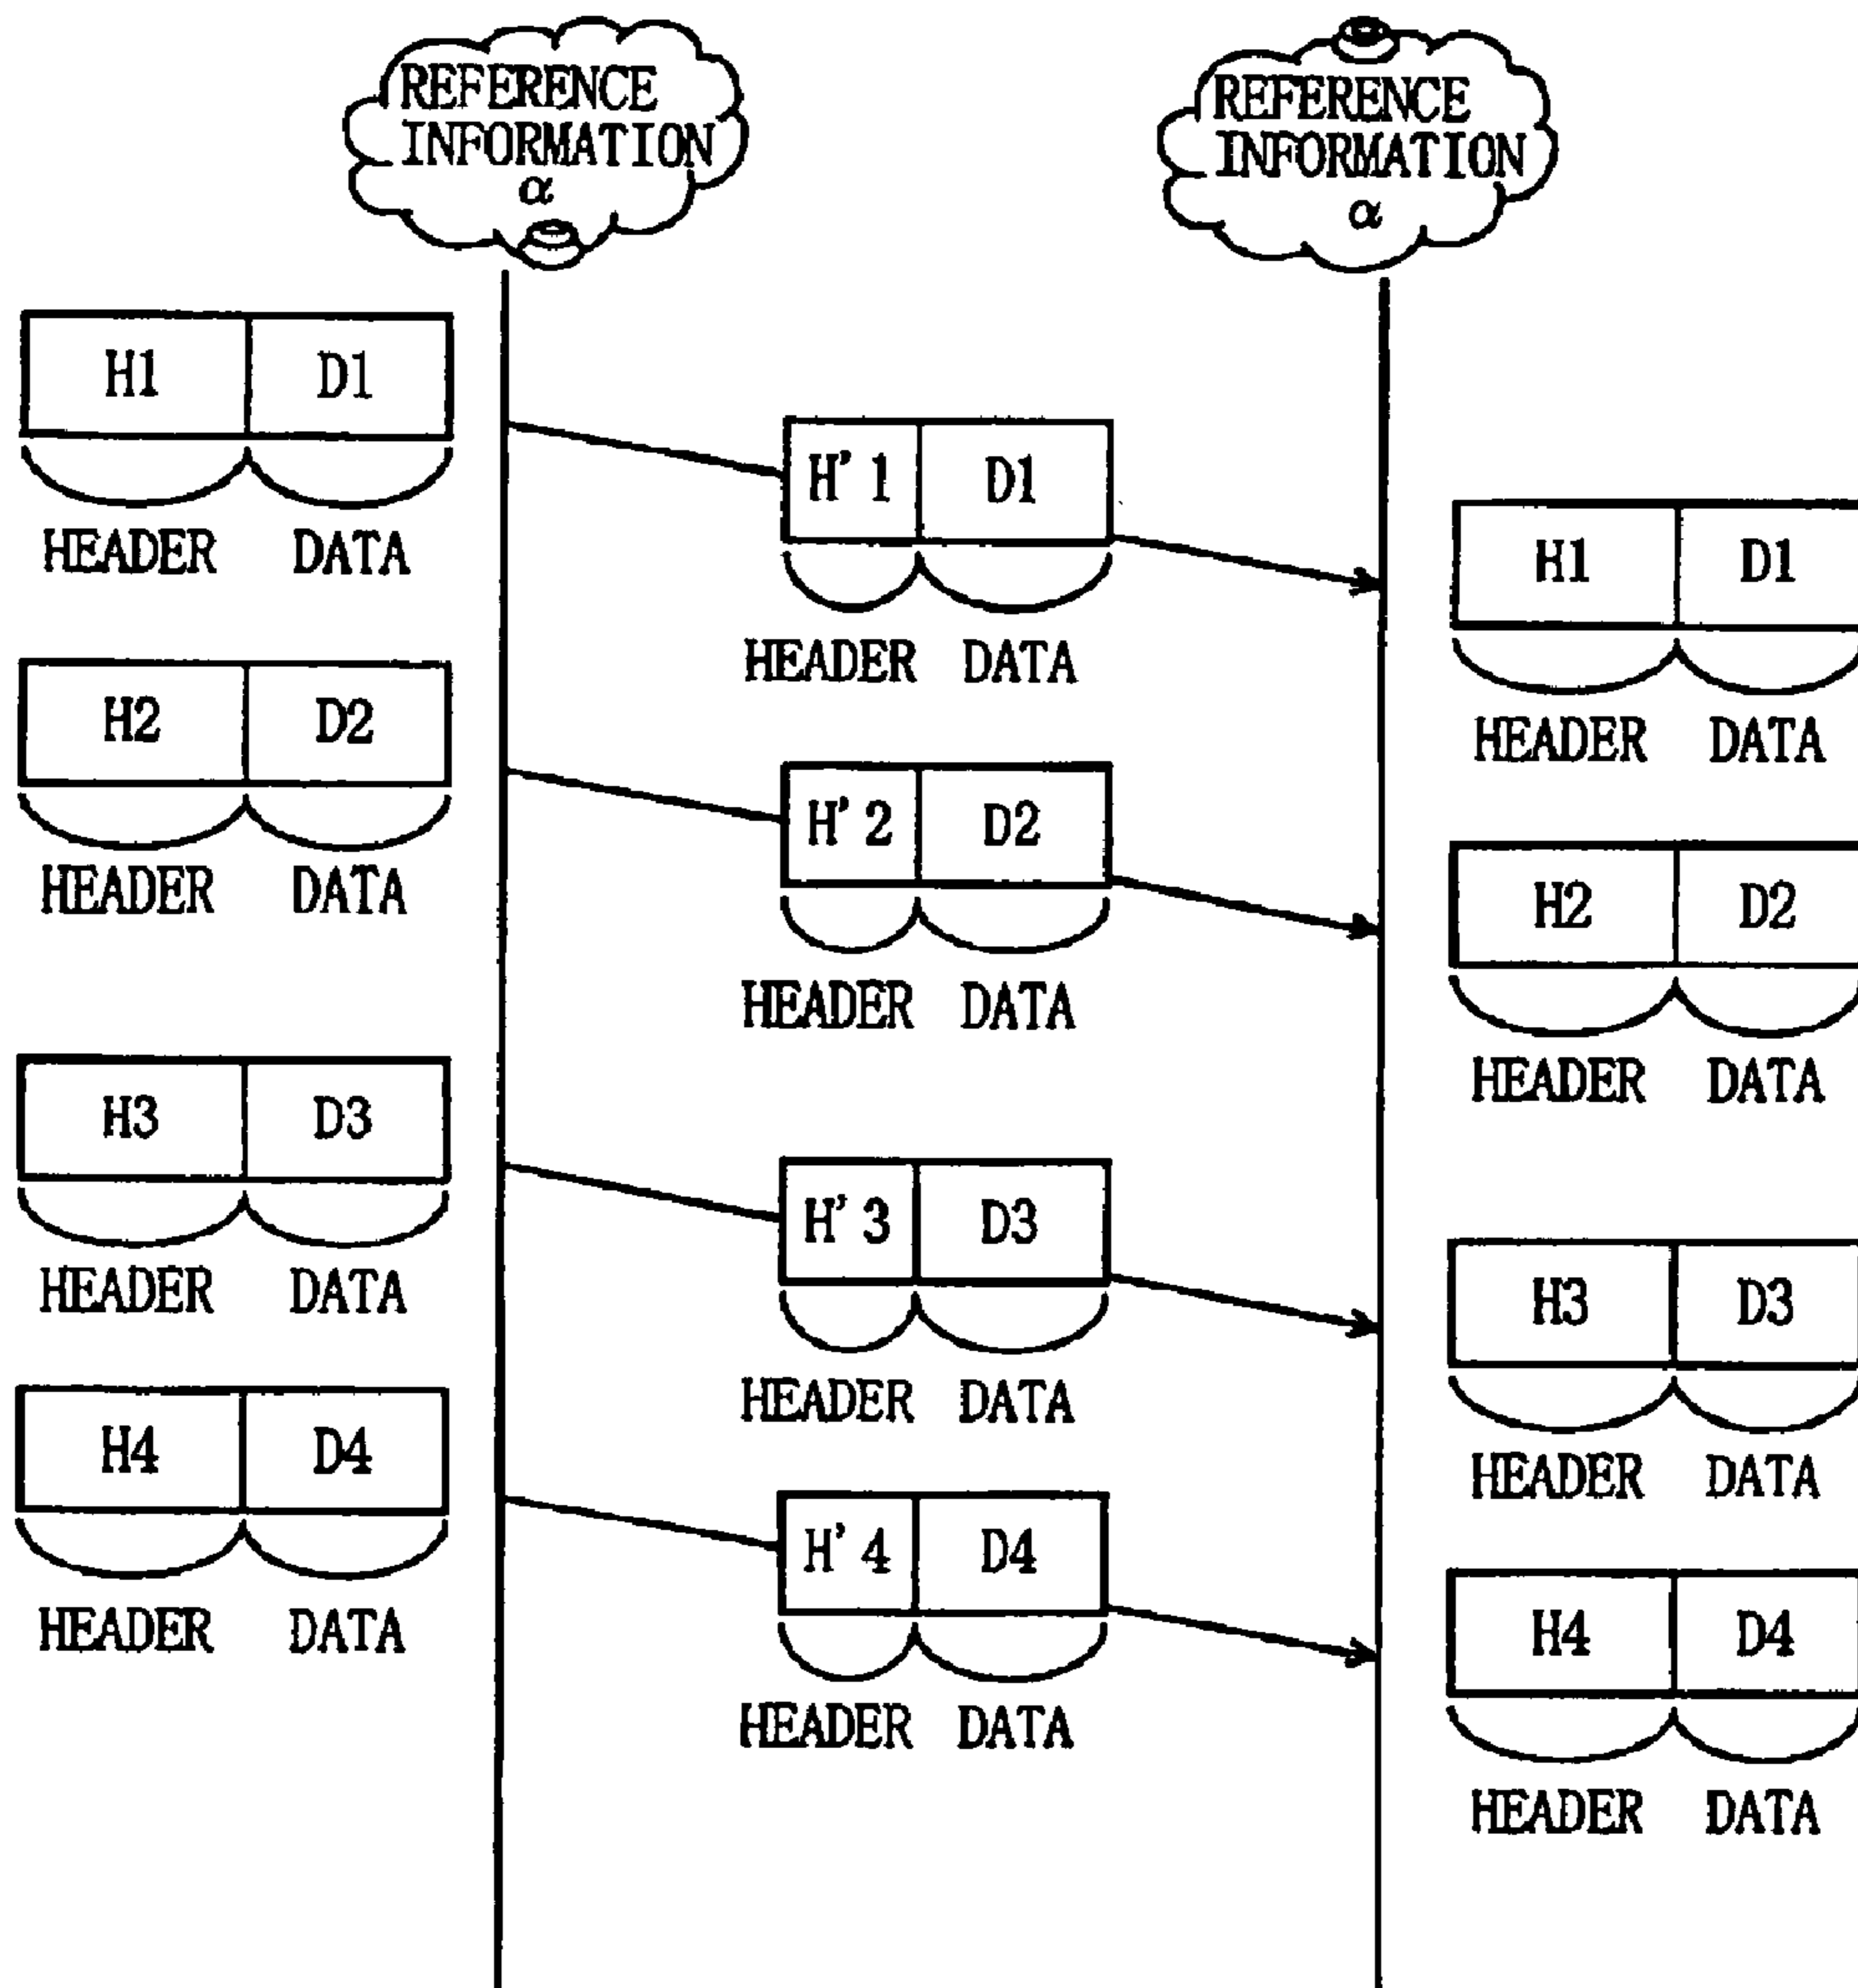 REFERENCE
INFORMATION
α
REFERENCE
INFORMATION
α
H1 D1
HEADER DATA
H'1 D1
HEADER DATA
H1 D1
HEADER DATA
H2 D2
HEADER DATA
H'2 D2
HEADER DATA
H2 D2
HEADER DATA
H3 D3
HEADER DATA
H'3 D3
HEADER DATA
H3 D3
HEADER DATA
H4 D4
HEADER DATA
H'4 D4
HEADER DATA
H4 D4
HEADER DATA